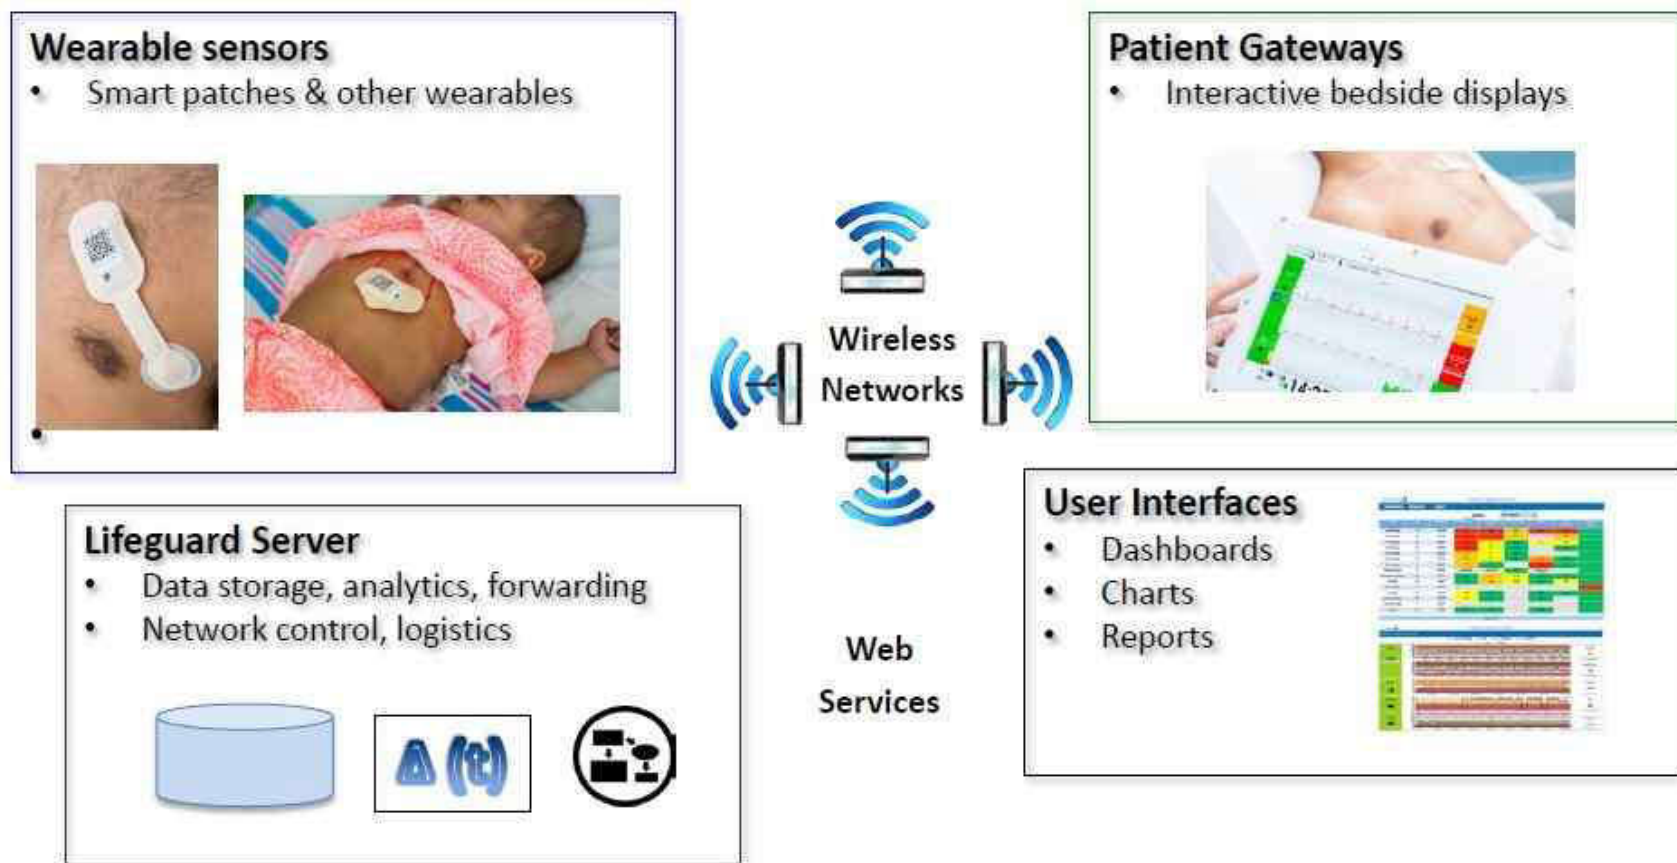 Wearable sensors
• Smart patches & other wearables
•
Patient Gateways
• Interactive bedside displays
Wireless
Networks
Lifeguard Server
• Data storage, analytics, forwarding
• Network control, logistics
Δ (t)
Web
Services
User Interfaces
• Dashboards
• Charts
• Reports